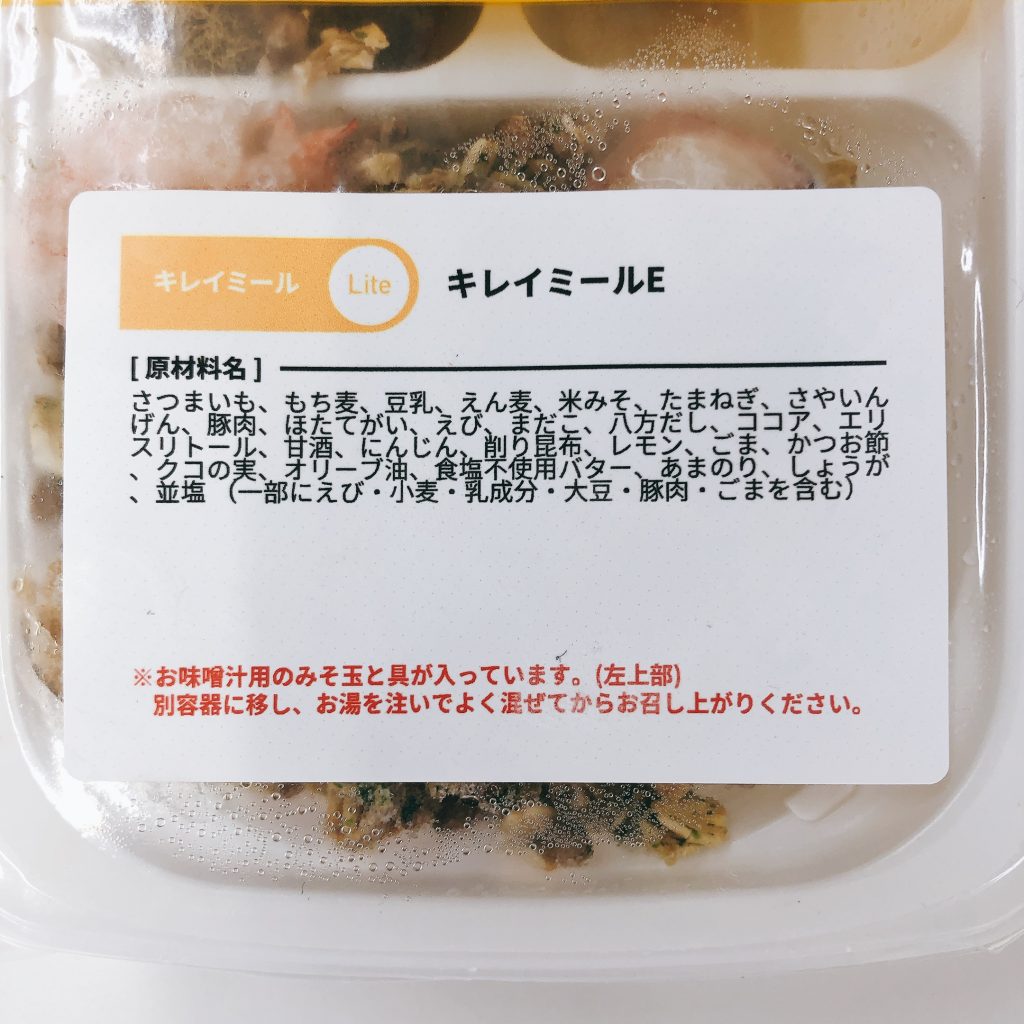 キレイミール Lite キレイミールE
[ 原材料名 ]
さつまいも、もち麦、豆乳、えん麦、米みそ、たまねぎ、さやいん
げん、豚肉、ほたてがい、えび、まだこ、八方だし、ココア、エリ
スリトール、甘酒、にんじん、削り昆布、レモン、ごま、かつお節
、クコの実、オリーブ油、食塩不使用バター、あまのり、しょうが
、並塩 （一部にえび・小麦・乳成分・大豆・豚肉・ごまを含む）
※お味噌汁用のみそ玉と具が入っています。(左上部)
別容器に移し、お湯を注いでよく混ぜてからお召し上がりください。